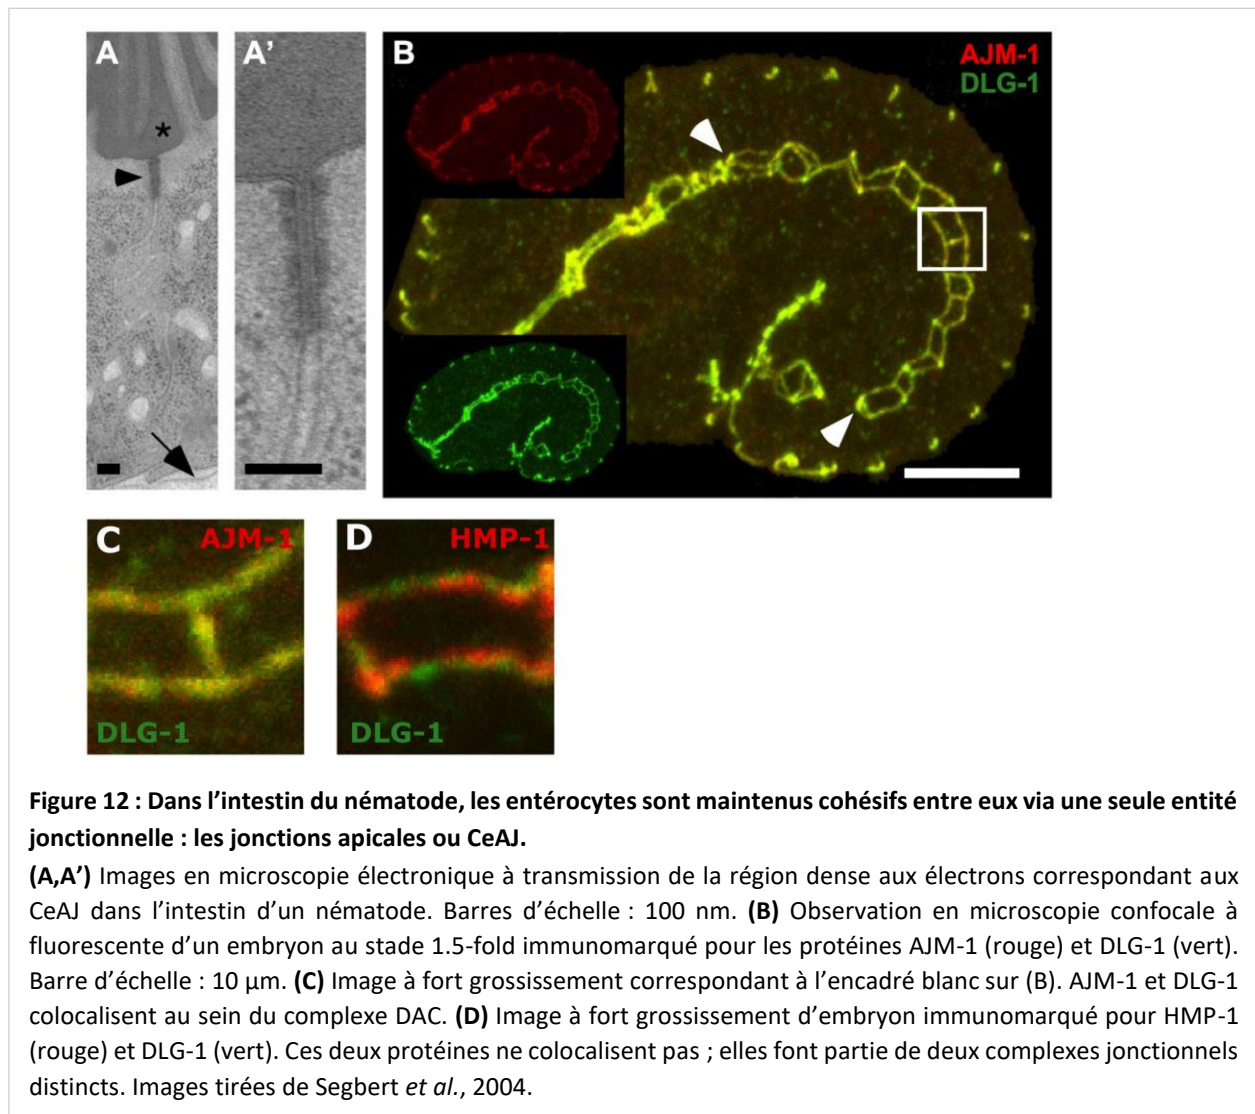 A
A’
B
AJM-1
DLG-1
*
C
AJM-1
DLG-1
D
HMP-1
DLG-1
Figure 12 : Dans l’intestin du nématode, les entérocytes sont maintenus cohésifs entre eux via une seule entité
jonctionnelle : les jonctions apicales ou CeAJ.
(A,A’) Images en microscopie électronique à transmission de la région dense aux électrons correspondant aux
CeAJ dans l’intestin d’un nématode. Barres d’échelle : 100 nm. (B) Observation en microscopie confocale à
fluorescente d’un embryon au stade 1.5-fold immunomarqué pour les protéines AJM-1 (rouge) et DLG-1 (vert).
Barre d’échelle : 10 µm. (C) Image à fort grossissement correspondant à l’encadré blanc sur (B). AJM-1 et DLG-1
colocalisent au sein du complexe DAC. (D) Image à fort grossissement d’embryon immunomarqué pour HMP-1
(rouge) et DLG-1 (vert). Ces deux protéines ne colocalisent pas ; elles font partie de deux complexes jonctionnels
distincts. Images tirées de Segbert et al., 2004.